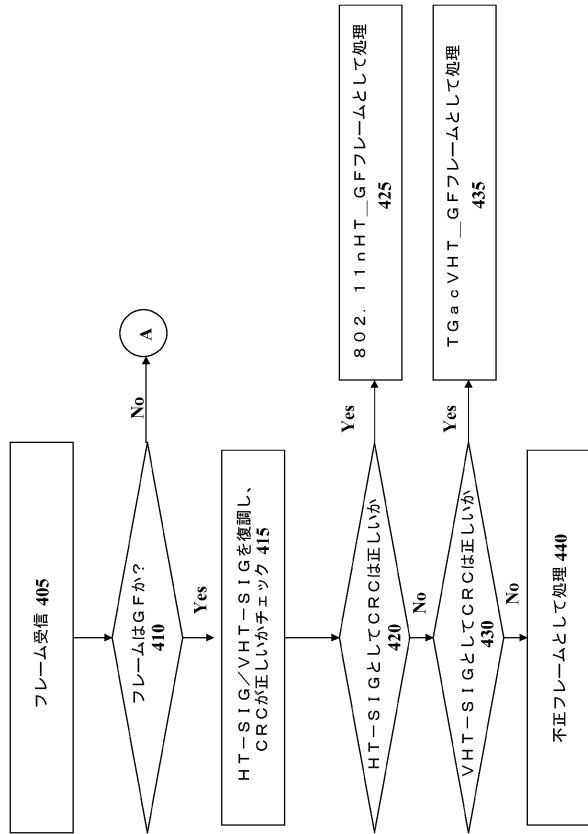 フレーム受信 405
フレームはGFか?
410
No
A
Yes
HT-SIG/VHT-SIGを復調し、
CRCが正しいかチェック 415
HT-SIGとしてCRCは正しいか
420
Yes
802.11nHT_GFフレームとして処理
425
No
VHT-SIGとしてCRCは正しいか
430
Yes
TGacVHT_GFフレームとして処理
435
No
不正フレームとして処理 440